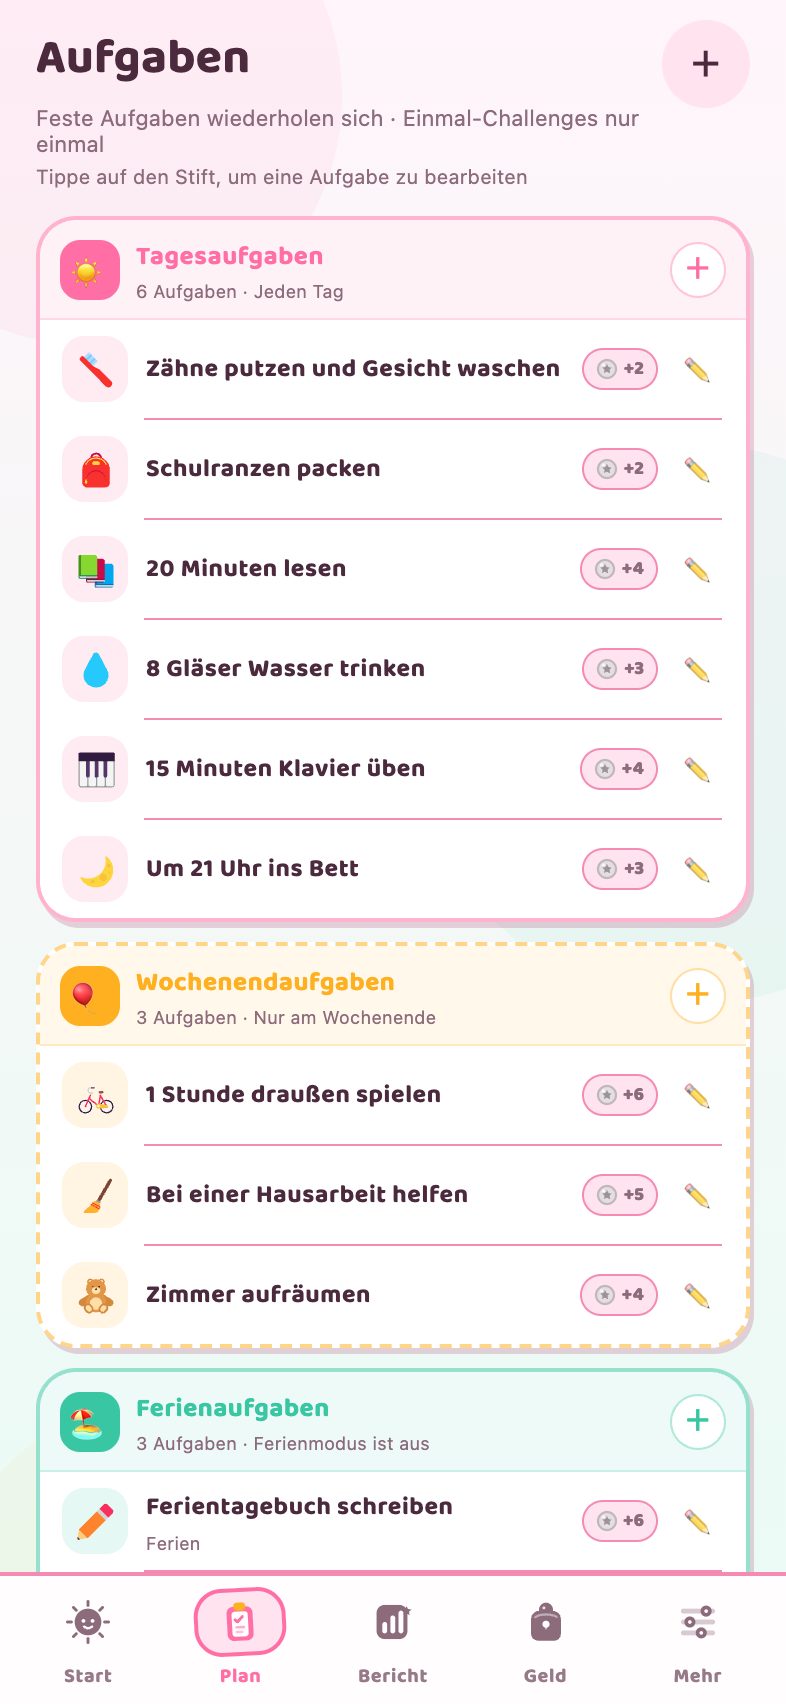 Aufgaben
+
Feste Aufgaben wiederholen sich · Einmal-Challenges nur
einmal
Tippe auf den Stift, um eine Aufgabe zu bearbeiten
Tagesaufgaben
6 Aufgaben · Jeden Tag
+
Zähne putzen und Gesicht waschen
+2
Schulranzen packen
+2
20 Minuten lesen
+4
8 Gläser Wasser trinken
+3
15 Minuten Klavier üben
+4
Um 21 Uhr ins Bett
+3
Wochenendaufgaben
3 Aufgaben · Nur am Wochenende
+
1 Stunde draußen spielen
+6
Bei einer Hausarbeit helfen
+5
Zimmer aufräumen
+4
Ferienaufgaben
3 Aufgaben · Ferienmodus ist aus
+
Ferientagebuch schreiben
+6
Ferien
Start
Plan
Bericht
Geld
Mehr